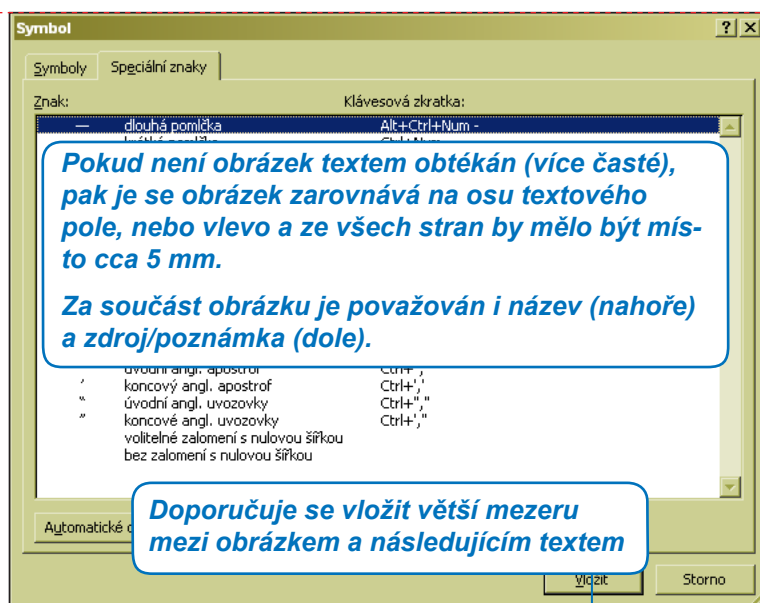 Symbol
Symboly Speciální znaky
Znak: Klávesová zkratka:
— dlouhá pomlčka Alt+Ctrl+Num -
Pokud není obrázek textem obtékán (více časté),
pak je se obrázek zarovnává na osu textového
pole, nebo vlevo a ze všech stran by mělo být mís-
to cca 5 mm.
Za součást obrázku je považován i název (nahoře)
a zdroj/poznámka (dole).
úvodní angl. apostrof
’ koncový angl. apostrof Ctrl+','
“ úvodní angl. uvozovky Ctrl+","
” koncové angl. uvozovky Ctrl+',"
volitelné zalomení s nulovou šířkou
bez zalomení s nulovou šířkou
Doporučuje se vložit větší mezeru
mezi obrázkem a následujícím textem
Automatické
Vložit Storno